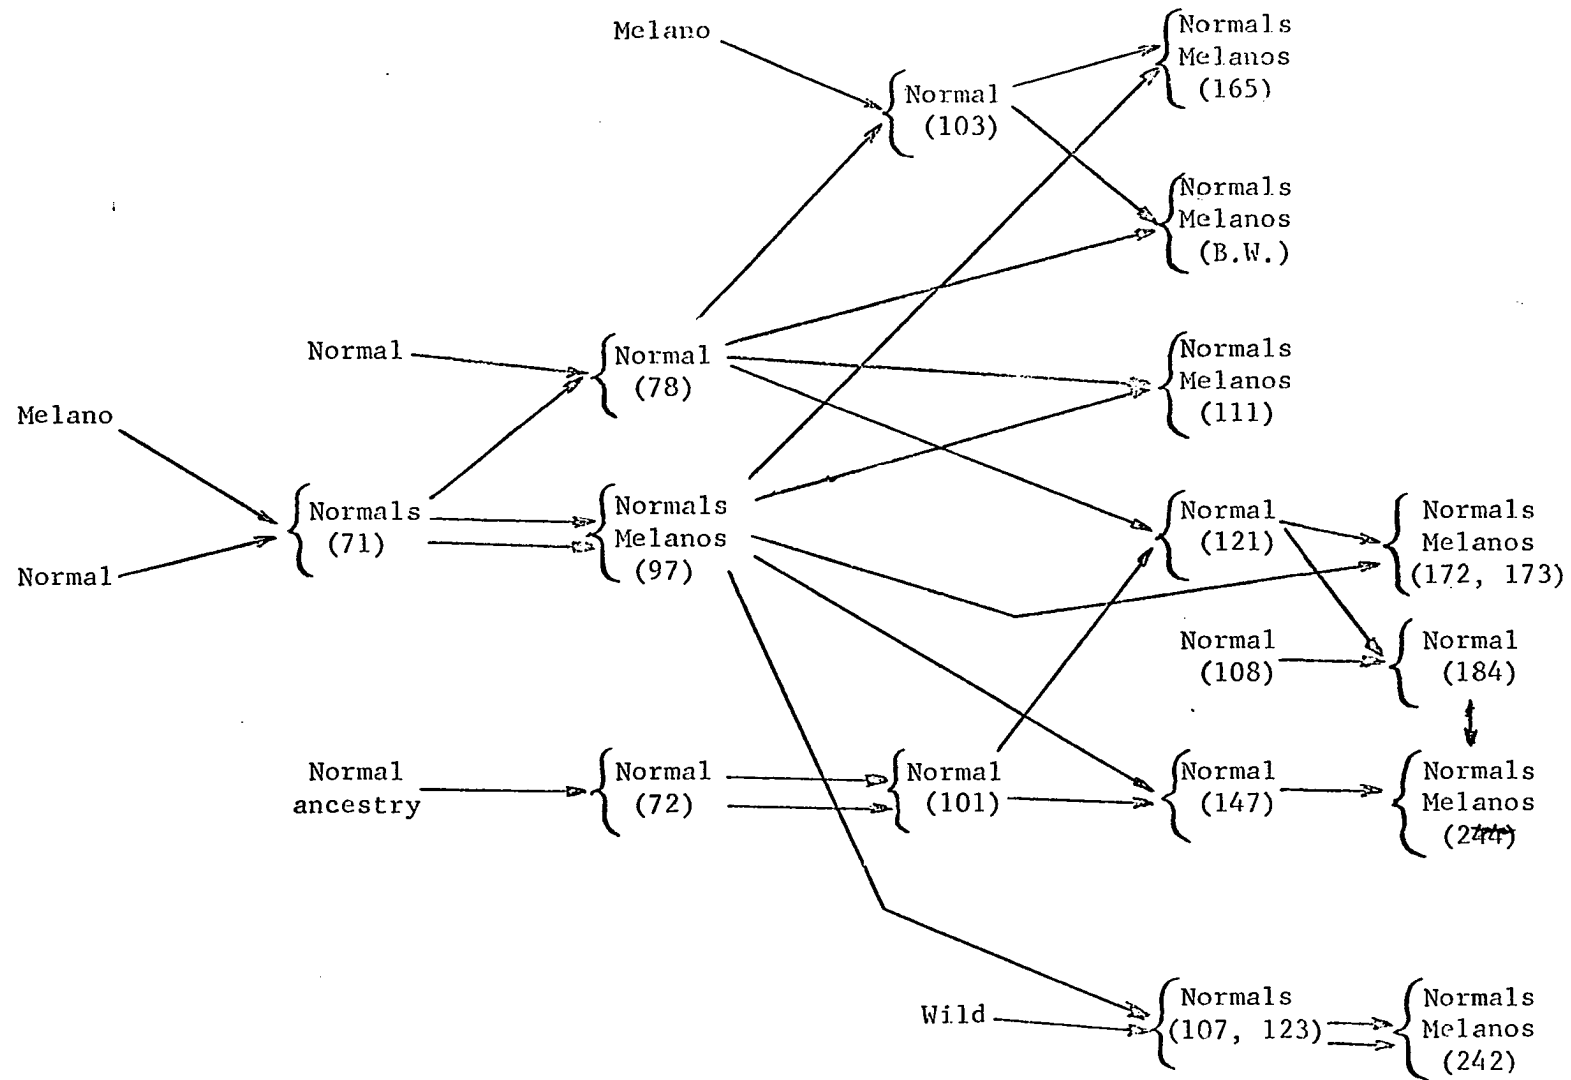 Melano
Normals
Melanos
(165)
Normal
(103)
Normals
Melanos
(B.W.)
Normal
Normal
(78)
Normals
Melanos
(111)
Melano
Normal
Normals
(71)
Normals
Melanos
(97)
Normal
(121)
Normals
Melanos
(172, 173)
Normal
(108)
Normal
(184)
Normal
ancestry
Normal
(72)
Normal
(101)
Normal
(147)
Normals
Melanos
(244)
Wild
Normals
(107, 123)
Normals
Melanos
(242)